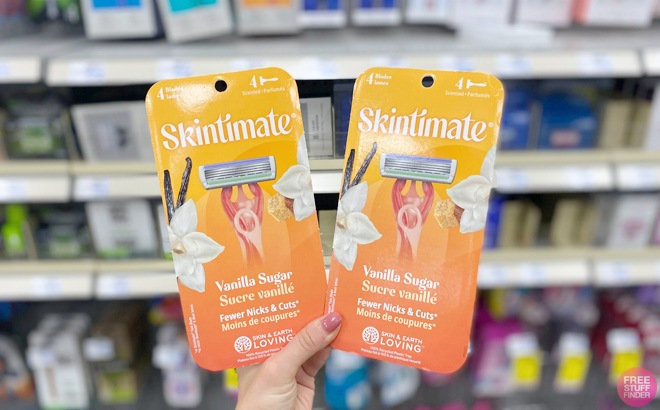 4 Blades
lames
4
Scented • Parfumés
Skintimate®
Vanilla Sugar
Sucre vanillé
Fewer Nicks & Cuts*
Moins de coupures*
SKIN & EARTH
LOVING™
4 Blades
lames
4
Scented • Parfumés
Skintimate®
Vanilla Sugar
Sucre vanillé
Fewer Nicks & Cuts*
Moins de coupures*
SKIN & EARTH
LOVING™
FREE
STUFF
FINDER